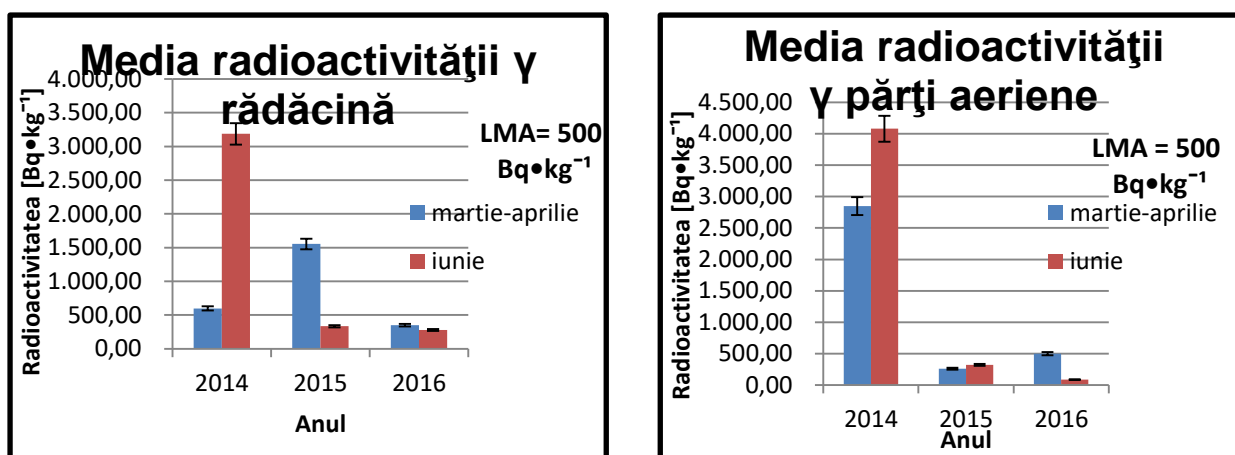 Media radioactivităţii γ
rădăcină
Radioactivitatea [Bq•kg⁻¹]
4.000,00
3.500,00
3.000,00
2.500,00
2.000,00
1.500,00
1.000,00
500,00
0,00
LMA= 500
Bq•kg⁻¹
martie-aprilie
iunie
2014 2015 2016
Anul
Media radioactivităţii
γ părţi aeriene
Radioactivitatea [Bq•kg⁻¹]
4.500,00
4.000,00
3.500,00
3.000,00
2.500,00
2.000,00
1.500,00
1.000,00
500,00
0,00
LMA = 500
Bq•kg⁻¹
martie-aprilie
iunie
2014 2015 2016
Anul